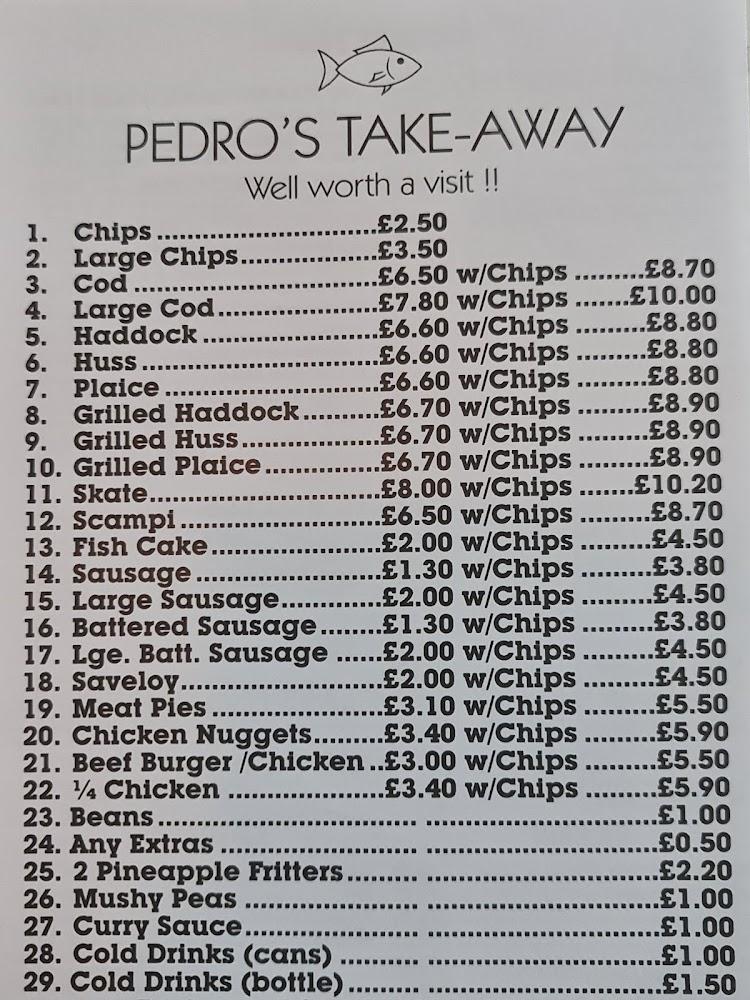 PEDRO'S TAKE-AWAY
Well worth a visit !!
1. Chips ..............................£2.50
2. Large Chips...................£3.50
3. Cod ..................................£6.50 w/Chips .........£8.70
4. Large Cod......................£7.80 w/Chips .......£10.00
5. Haddock ........................£6.60 w/Chips .........£8.80
6. Huss ................................£6.60 w/Chips .........£8.80
7. Plaice .............................£6.60 w/Chips .........£8.80
8. Grilled Haddock..........£6.70 w/Chips .........£8.90
9. Grilled Huss..................£6.70 w/Chips .........£8.90
10. Grilled Plaice...............£6.70 w/Chips .........£8.90
11. Skate...............................£8.00 w/Chips .......£10.20
12. Scampi ..........................£6.50 w/Chips .........£8.70
13. Fish Cake......................£2.00 w/Chips .........£4.50
14. Sausage ........................£1.30 w/Chips .........£3.80
15. Large Sausage............£2.00 w/Chips .........£4.50
16. Battered Sausage.......£1.30 w/Chips .........£3.80
17. Lge. Batt. Sausage .....£2.00 w/Chips .........£4.50
18. Saveloy..........................£2.00 w/Chips .........£4.50
19. Meat Pies .....................£3.10 w/Chips .........£5.50
20. Chicken Nuggets........£3.40 w/Chips .........£5.90
21. Beef Burger /Chicken ..£3.00 w/Chips .........£5.50
22. ¼ Chicken ...................£3.40 w/Chips .........£5.90
23. Beans................................. .............................£1.00
24. Any Extras ......................... .............................£0.50
25. 2 Pineapple Fritters......... .............................£2.20
26. Mushy Peas ...................... .............................£1.00
27. Curry Sauce...................... .............................£1.00
28. Cold Drinks (cans) .......... .............................£1.00
29. Cold Drinks (bottle)......... .............................£1.50